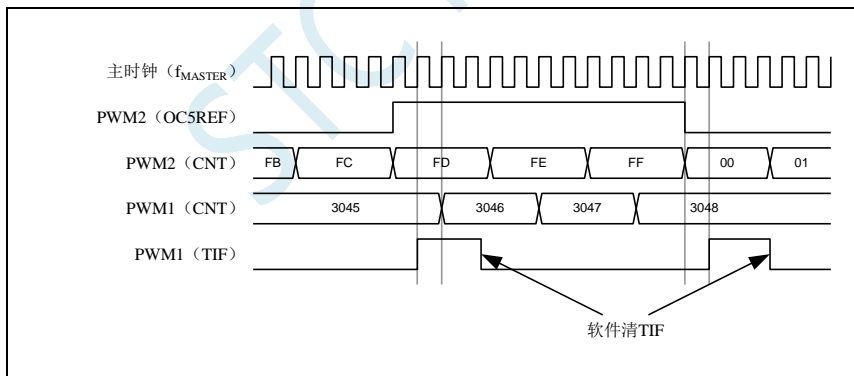 STC
主时钟（fMASTER）
PWM2（OC5REF）
PWM2（CNT） FB FC FD FE FF 00 01
PWM1（CNT） 3045 3046 3047 3048
PWM1（TIF）
软件清TIF